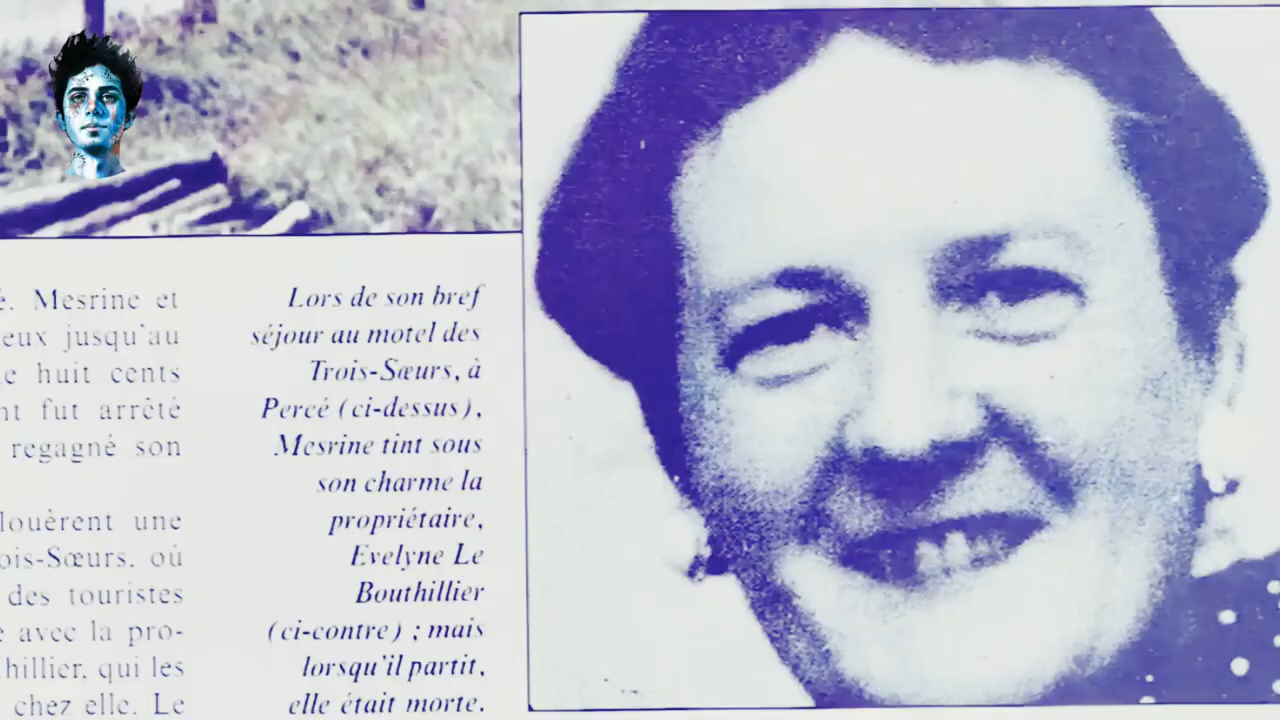 Mesrine et
eux jusqu'au
huit cents
fut arrêté
regagné son
louèrent une
ois-Sœurs, où
des touristes
avec la pro-
hillier, qui les
chez elle. Le
Lors de son bref
séjour au motel des
Trois-Sœurs, à
Percé (ci-dessus),
Mesrine tint sous
son charme la
propriétaire,
Evelyne Le
Bouthillier
(ci-contre) ; mais
lorsqu'il partit,
elle était morte.